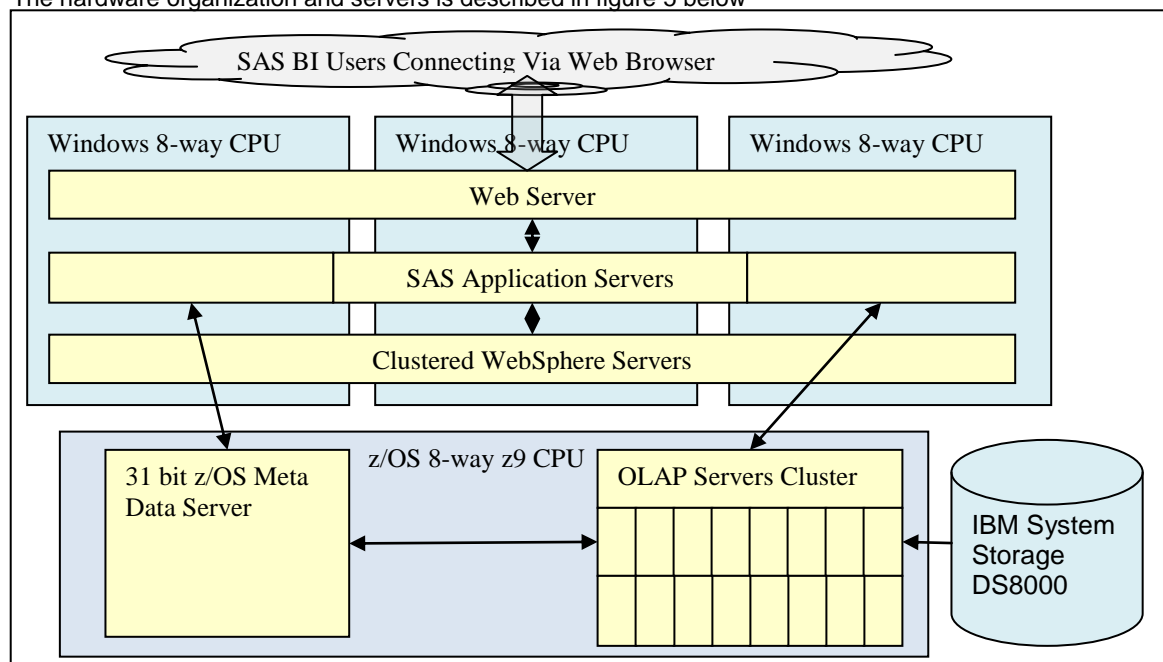 The hardware organization and servers is described in figure 5 below
SAS BI Users Connecting Via Web Browser
Windows 8-way CPU
Windows 8-way CPU
Windows 8-way CPU
Web Server
SAS Application Servers
Clustered WebSphere Servers
z/OS 8-way z9 CPU
31 bit z/OS Meta
Data Server
OLAP Servers Cluster
IBM System
Storage
DS8000